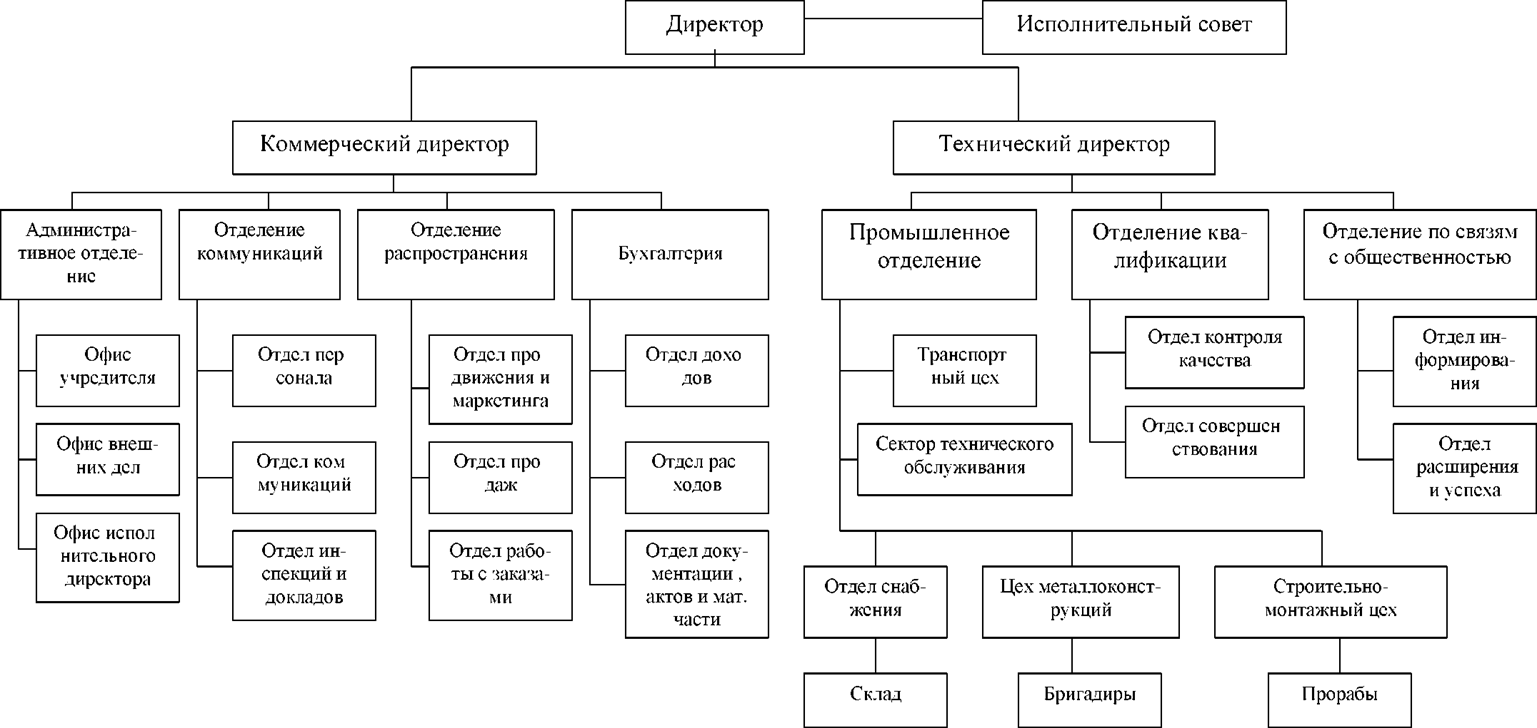 Директор
Исполнительный совет
Коммерческий директор
Технический директор
Администра-
тивное отделе-
ние
Отделение
коммуникаций
Отделение
распространения
Бухгалтерия
Промышленное
отделение
Отделение ква-
лификации
Отделение по связям
с общественностью
Офис
учредителя
Отдел пер
сонала
Отдел про
движения и
маркетинга
Отдел дохо
дов
Транспорт
ный цех
Отдел контроля
качества
Отдел ин-
формирова-
ния
Офис внеш-
них дел
Отдел ком
муникаций
Отдел про
даж
Отдел рас
ходов
Сектор технического
обслуживания
Отдел совершен
ствования
Отдел
расширения
и успеха
Офис испол
нительного
директора
Отдел ин-
спекций и
докладов
Отдел рабо-
ты с заказа-
ми
Отдел доку-
ментации ,
актов и мат.
части
Отдел снаб-
жения
Цех металлоконст-
рукций
Строительно-
монтажный цех
Склад
Бригадиры
Прорабы